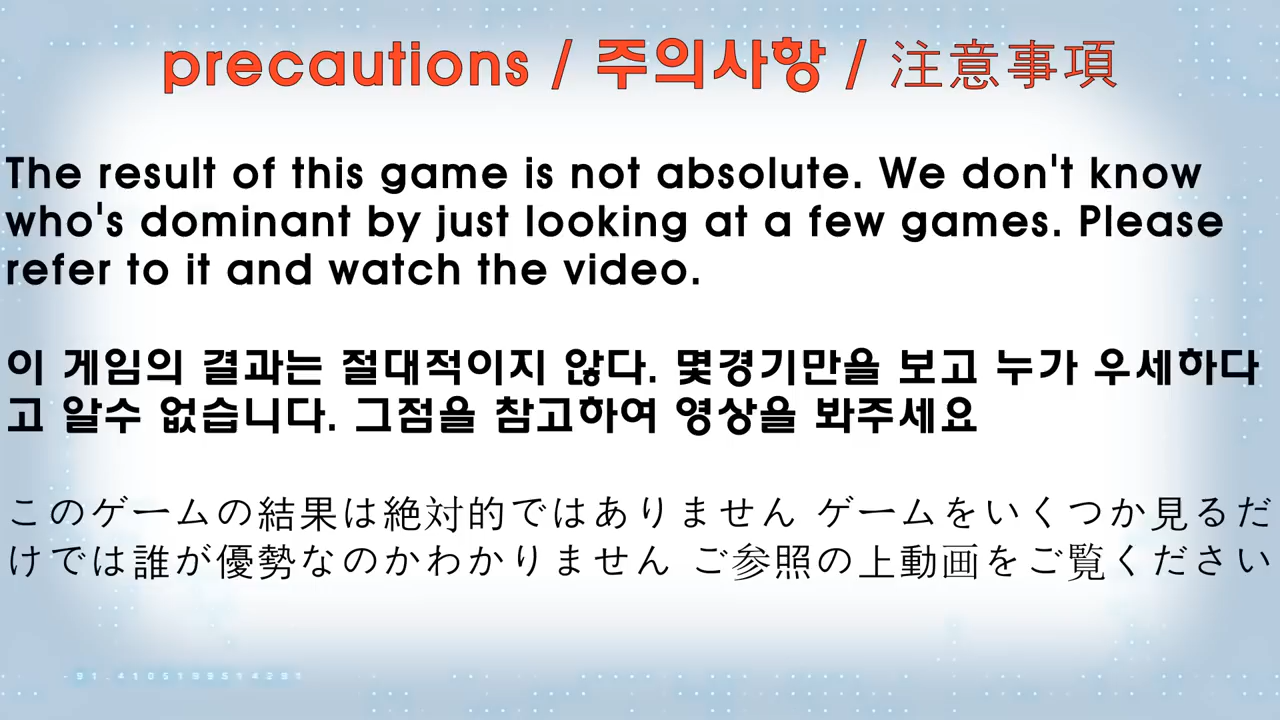 precautions / 주의사항 / 注意事項
The result of this game is not absolute. We don't know
who's dominant by just looking at a few games. Please
refer to it and watch the video.
이 게임의 결과는 절대적이지 않다. 몇경기만을 보고 누가 우세하다
고 알수 없습니다. 그점을 참고하여 영상을 봐주세요
このゲームの結果は絶対的ではありません ゲームをいくつか見るだ
けでは誰が優勢なのかわかりません ご参照の上動画をご覧ください